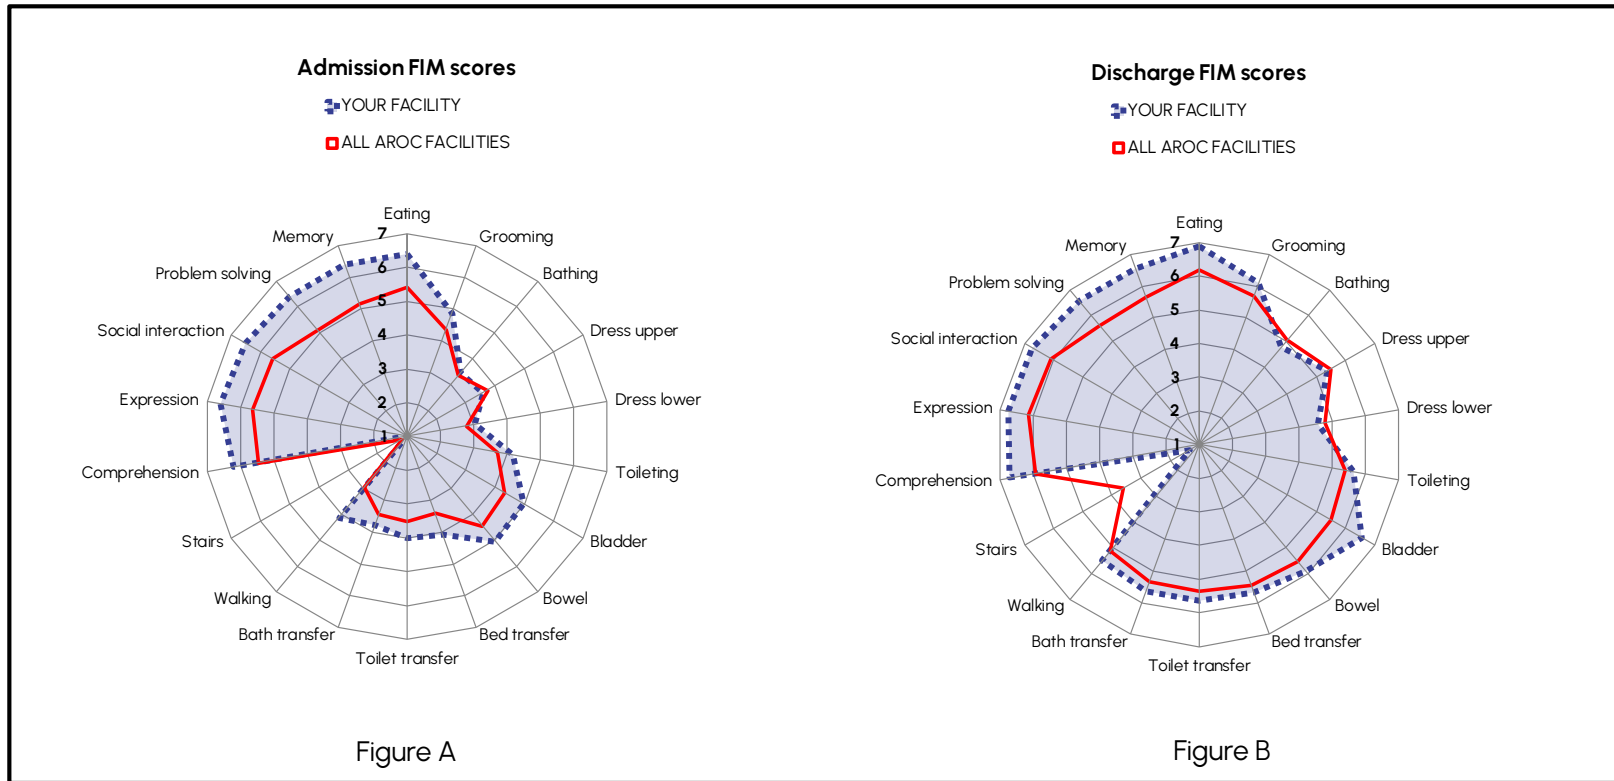 Admission FIM scores
YOUR FACILITY
ALL AROC FACILITIES
Eating
Grooming
Bathing
Dress upper
Dress lower
Toileting
Bladder
Bowel
Bed transfer
Toilet transfer
Bath transfer
Walking
Stairs
Comprehension
Expression
Social interaction
Problem solving
Memory
7
6
5
4
3
2
1
Figure A
Discharge FIM scores
YOUR FACILITY
ALL AROC FACILITIES
Eating
Grooming
Bathing
Dress upper
Dress lower
Toileting
Bladder
Bowel
Bed transfer
Toilet transfer
Bath transfer
Walking
Stairs
Comprehension
Expression
Social interaction
Problem solving
Memory
7
6
5
4
3
2
1
Figure B